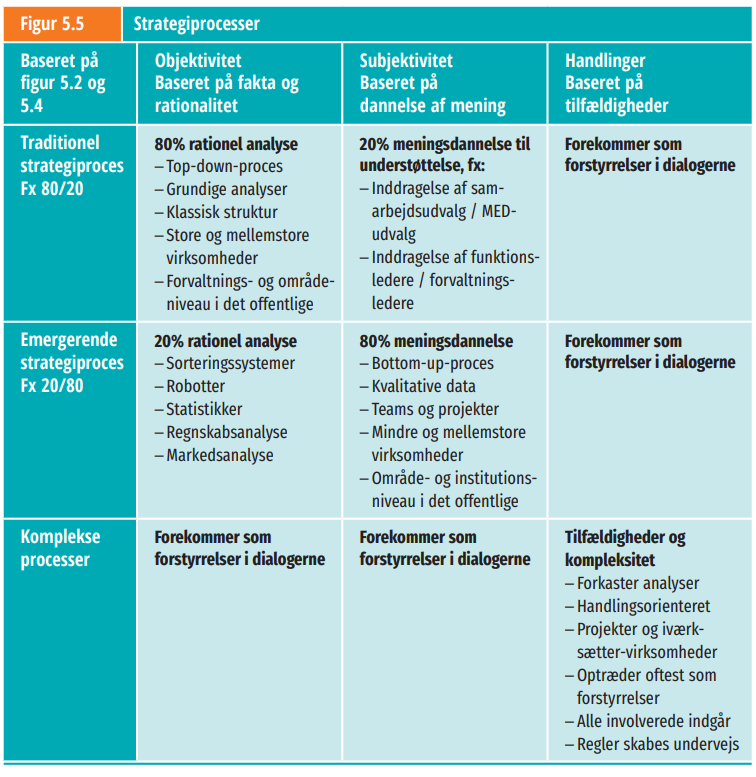 Figur 5.5
Strategiprocesser
Baseret på
figur 5.2 og
5.4
Objektivitet
Baseret på fakta og
rationalitet
Subjektivitet
Baseret på
dannelse af mening
Handlinger
Baseret på
tilfældigheder
Traditionel
strategiproces
Fx 80/20
80% rationel analyse
– Top-down-proces
– Grundige analyser
– Klassisk struktur
– Store og mellemstore
virksomheder
– Forvaltnings- og område-
niveau i det offentlige
20% meningsdannelse til
understøttelse, fx:
– Inddragelse af sam-
arbejdsudvalg / MED-
udvalg
– Inddragelse af funktions-
ledere / forvaltnings-
ledere
Forekommer som
forstyrrelser i dialogerne
Emergerende
strategiproces
Fx 20/80
20% rationel analyse
– Sorteringssystemer
– Robotter
– Statistikker
– Regnskabsanalyse
– Markedsanalyse
80% meningsdannelse
– Bottom-up-proces
– Kvalitative data
– Teams og projekter
– Mindre og mellemstore
virksomheder
– Område- og institutions-
niveau i det offentlige
Forekommer som
forstyrrelser i dialogerne
Komplekse
processer
Forekommer som
forstyrrelser i dialogerne
Forekommer som
forstyrrelser i dialogerne
Tilfældigheder og
kompleksitet
– Forkaster analyser
– Handlingsorienteret
– Projekter og iværk-
sætter-virksomheder
– Optræder oftest som
forstyrrelser
– Alle involverede indgår
– Regler skabes undervejs